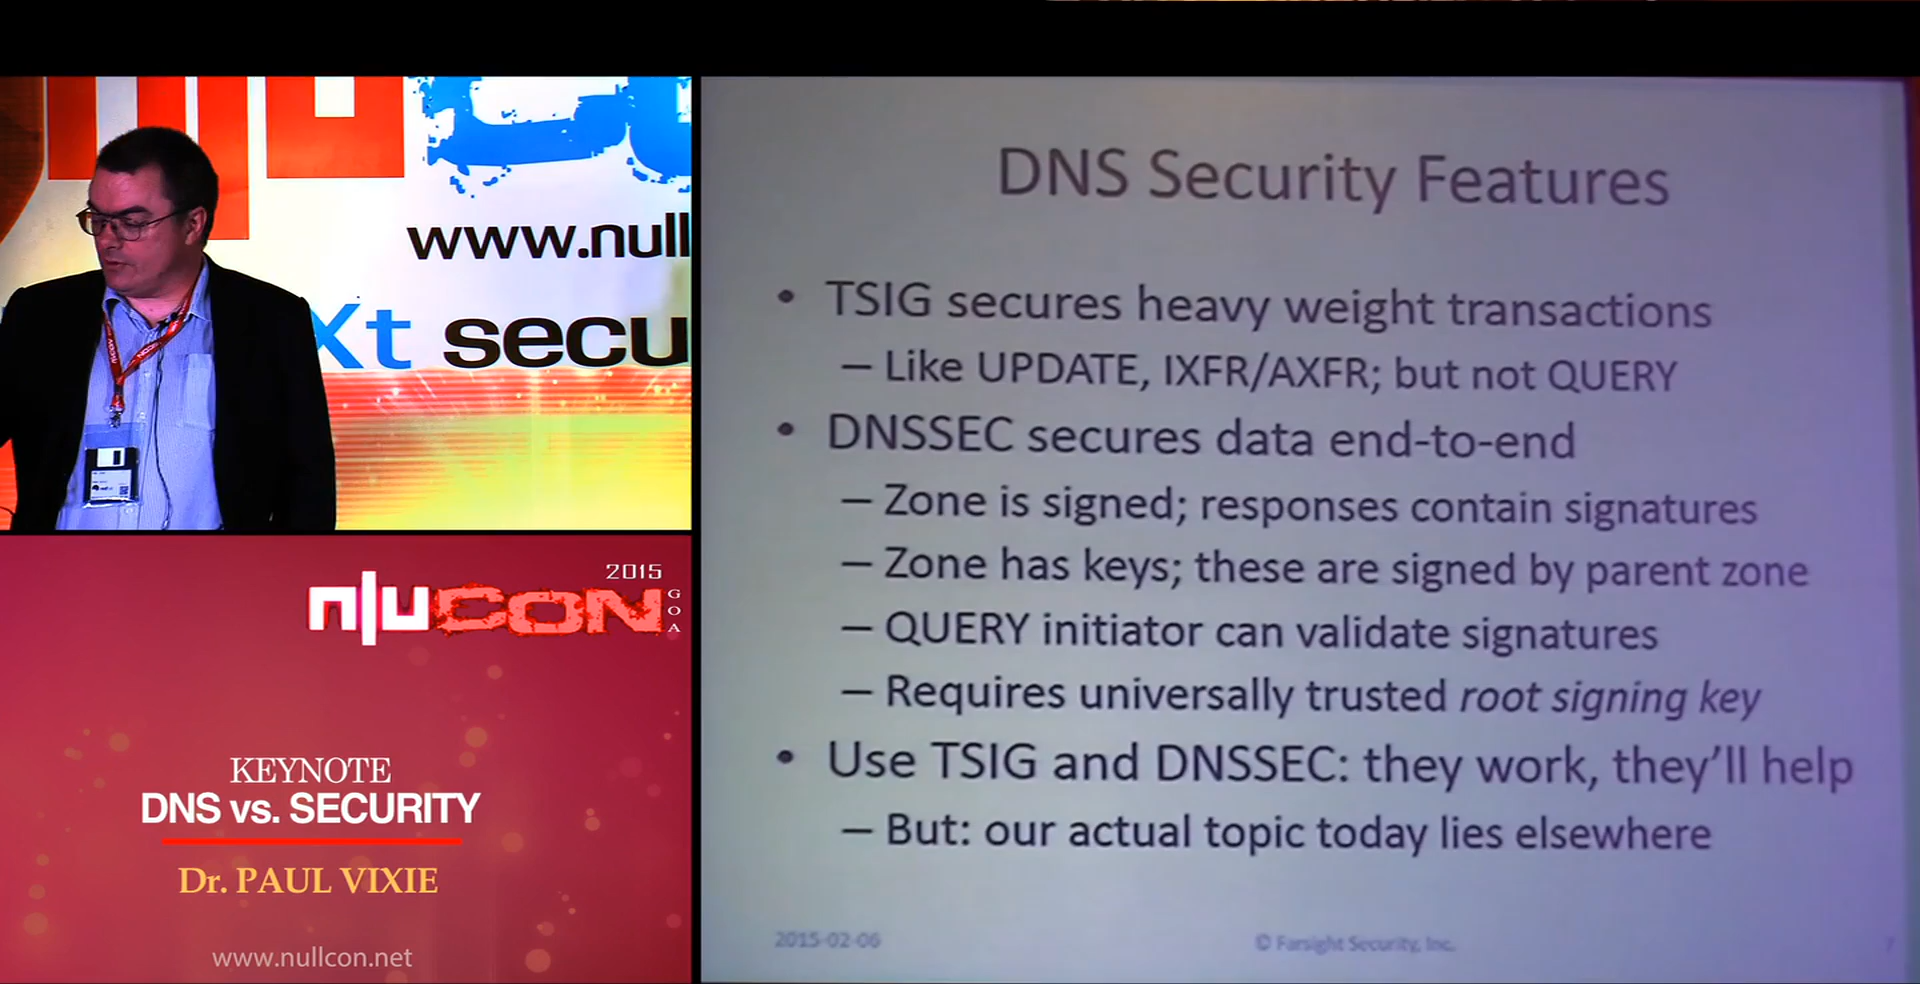 www.null
Xt secu
n|u CON
2015
GOA
KEYNOTE
DNS vs. SECURITY
Dr. PAUL VIXIE
www.nullcon.net
DNS Security Features
• TSIG secures heavy weight transactions
– Like UPDATE, IXFR/AXFR; but not QUERY
• DNSSEC secures data end-to-end
– Zone is signed; responses contain signatures
– Zone has keys; these are signed by parent zone
– QUERY initiator can validate signatures
– Requires universally trusted root signing key
• Use TSIG and DNSSEC: they work, they’ll help
– But: our actual topic today lies elsewhere
2015-02-06
© Farsight Security, Inc.
7